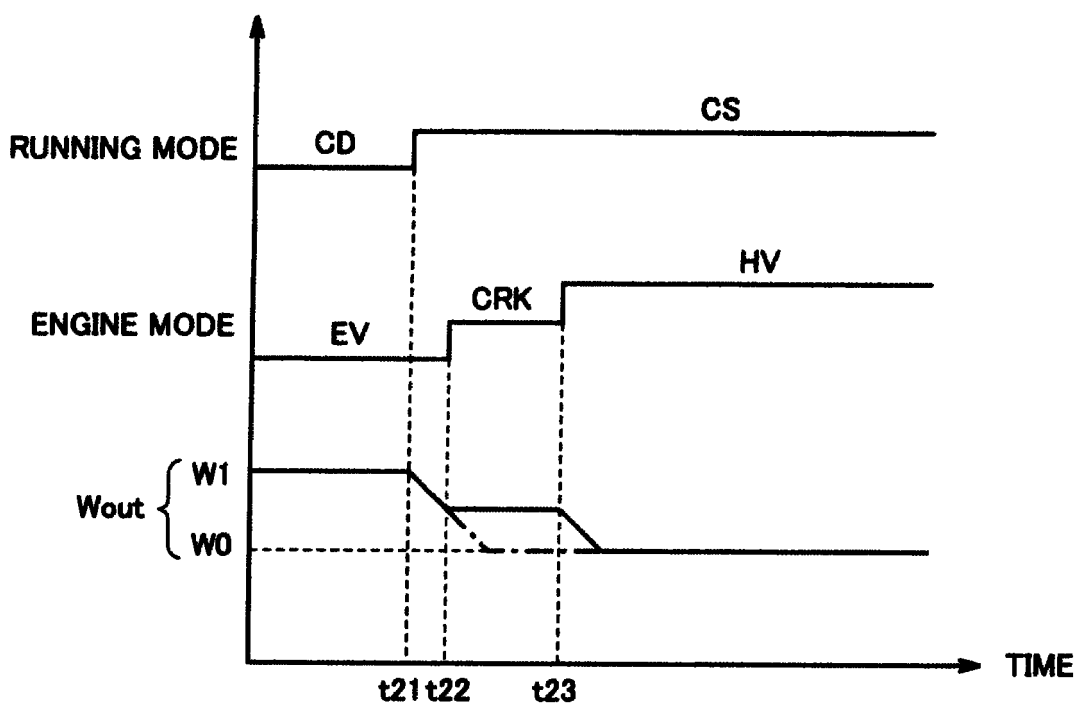 CS
RUNNING MODE
CD
HV
CRK
ENGINE MODE
EV
W1
Wout
W0
TIME
t21 t22 t23